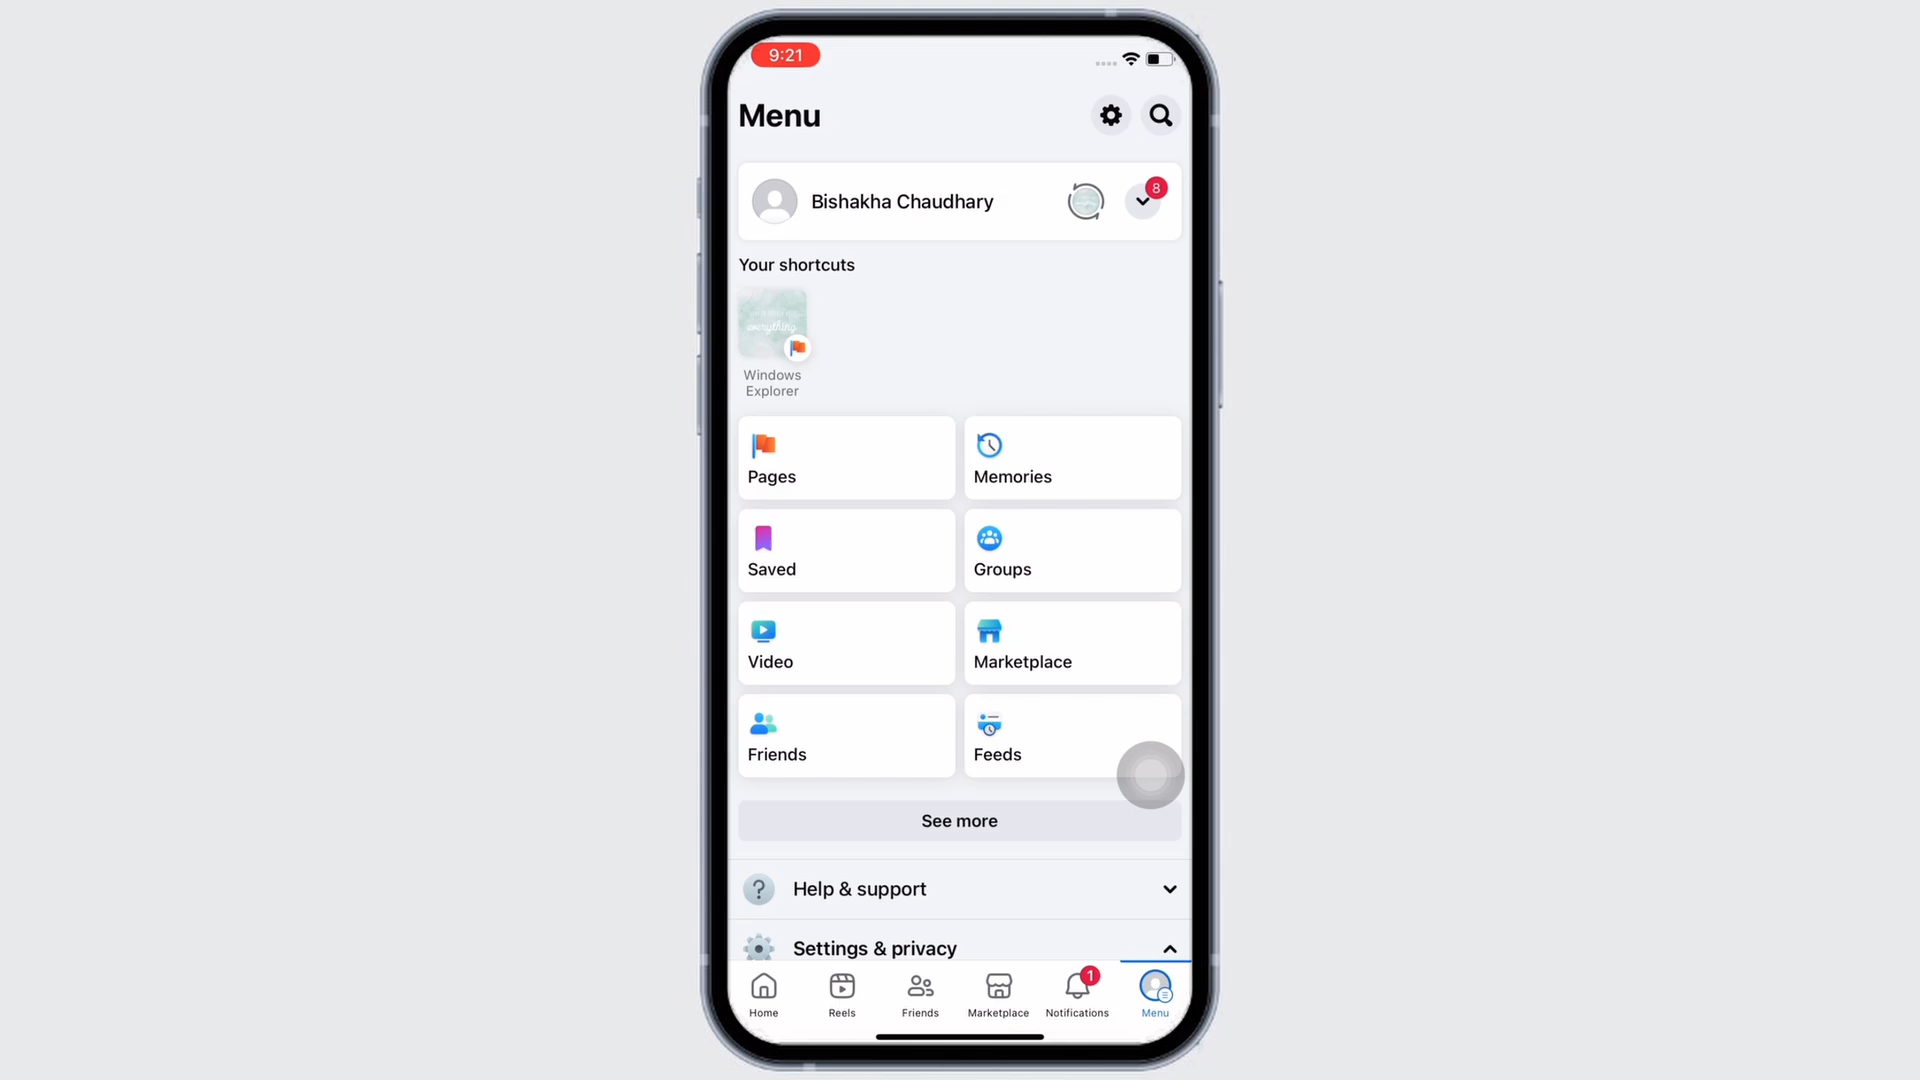 9:21
Menu
Bishakha Chaudhary
8
Your shortcuts
everything
Windows
Explorer
Pages
Memories
Saved
Groups
Video
Marketplace
Friends
Feeds
See more
? Help & support
Settings & privacy
1
Home
Reels
Friends
Marketplace
Notifications
Menu